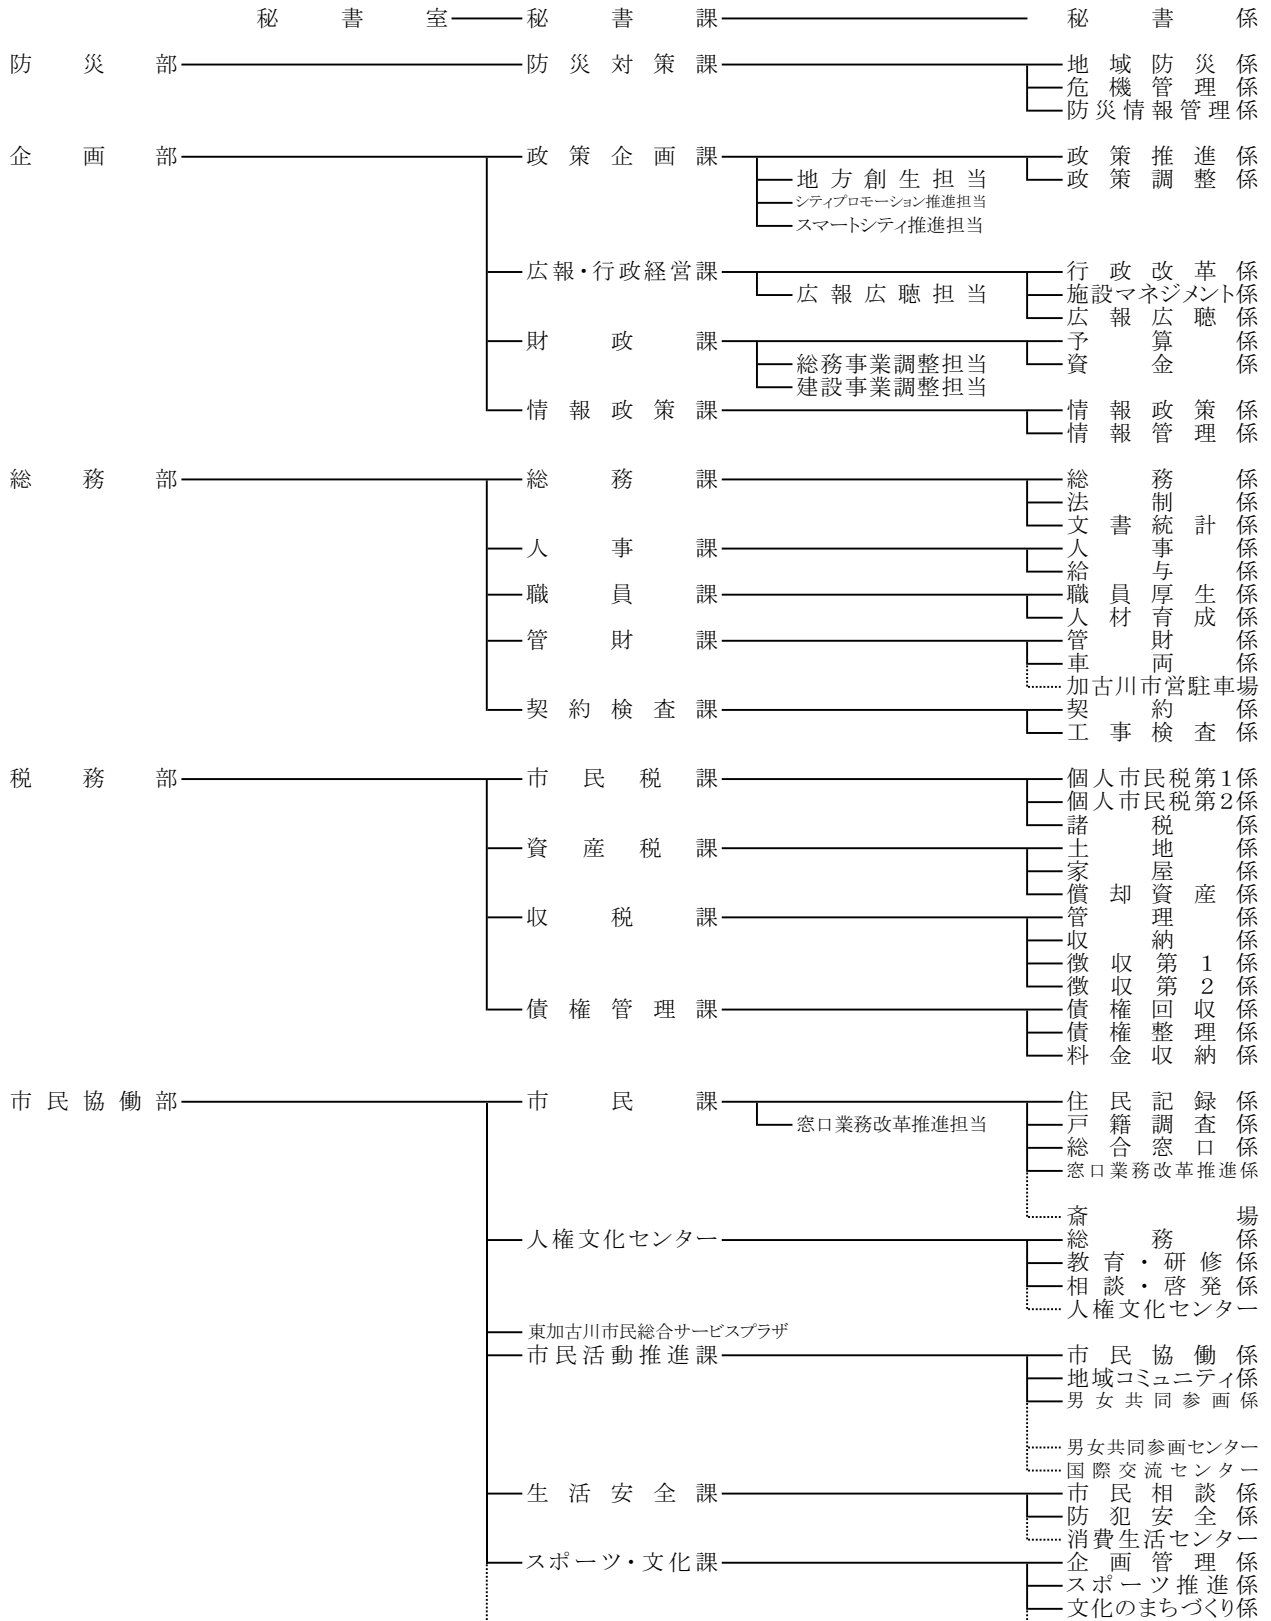 秘書室 秘書課 秘書係
防災部 防災対策課 地域防災係
危機管理係
防災情報管理係
企画部 政策企画課 政策推進係
地方創生担当 政策調整係
シティプロモーション推進担当
スマートシティ推進担当
広報・行政経営課 行政改革係
広報広聴担当 施設マネジメント係
広報広聴係
財政課 予算係
総務事業調整担当 資金係
建設事業調整担当
情報政策課 情報政策係
情報管理係
総務部 総務課 総務係
法制係
文書統計係
人事課 人事係
給与係
職員課 職員厚生係
人材育成係
管財課 管財係
車両係
加古川市営駐車場
契約検査課 契約係
工事検査係
税務部 市民税課 個人市民税第1係
個人市民税第2係
諸税係
資産税課 土地係
家屋係
償却資産係
収税課 管理係
収納係
徴収第1係
徴収第2係
債権管理課 債権回収係
債権整理係
料金収納係
市民協働部 市民課 住民記録係
窓口業務改革推進担当 戸籍調査係
総合窓口係
窓口業務改革推進係
斎場
人権文化センター 総務係
教育・研修係
相談・啓発係
人権文化センター
東加古川市民総合サービスプラザ
市民活動推進課 市民協働係
地域コミュニティ係
男女共同参画係
男女共同参画センター
国際交流センター
生活安全課 市民相談係
防犯安全係
消費生活センター
スポーツ・文化課 企画管理係
スポーツ推進係
文化のまちづくり係